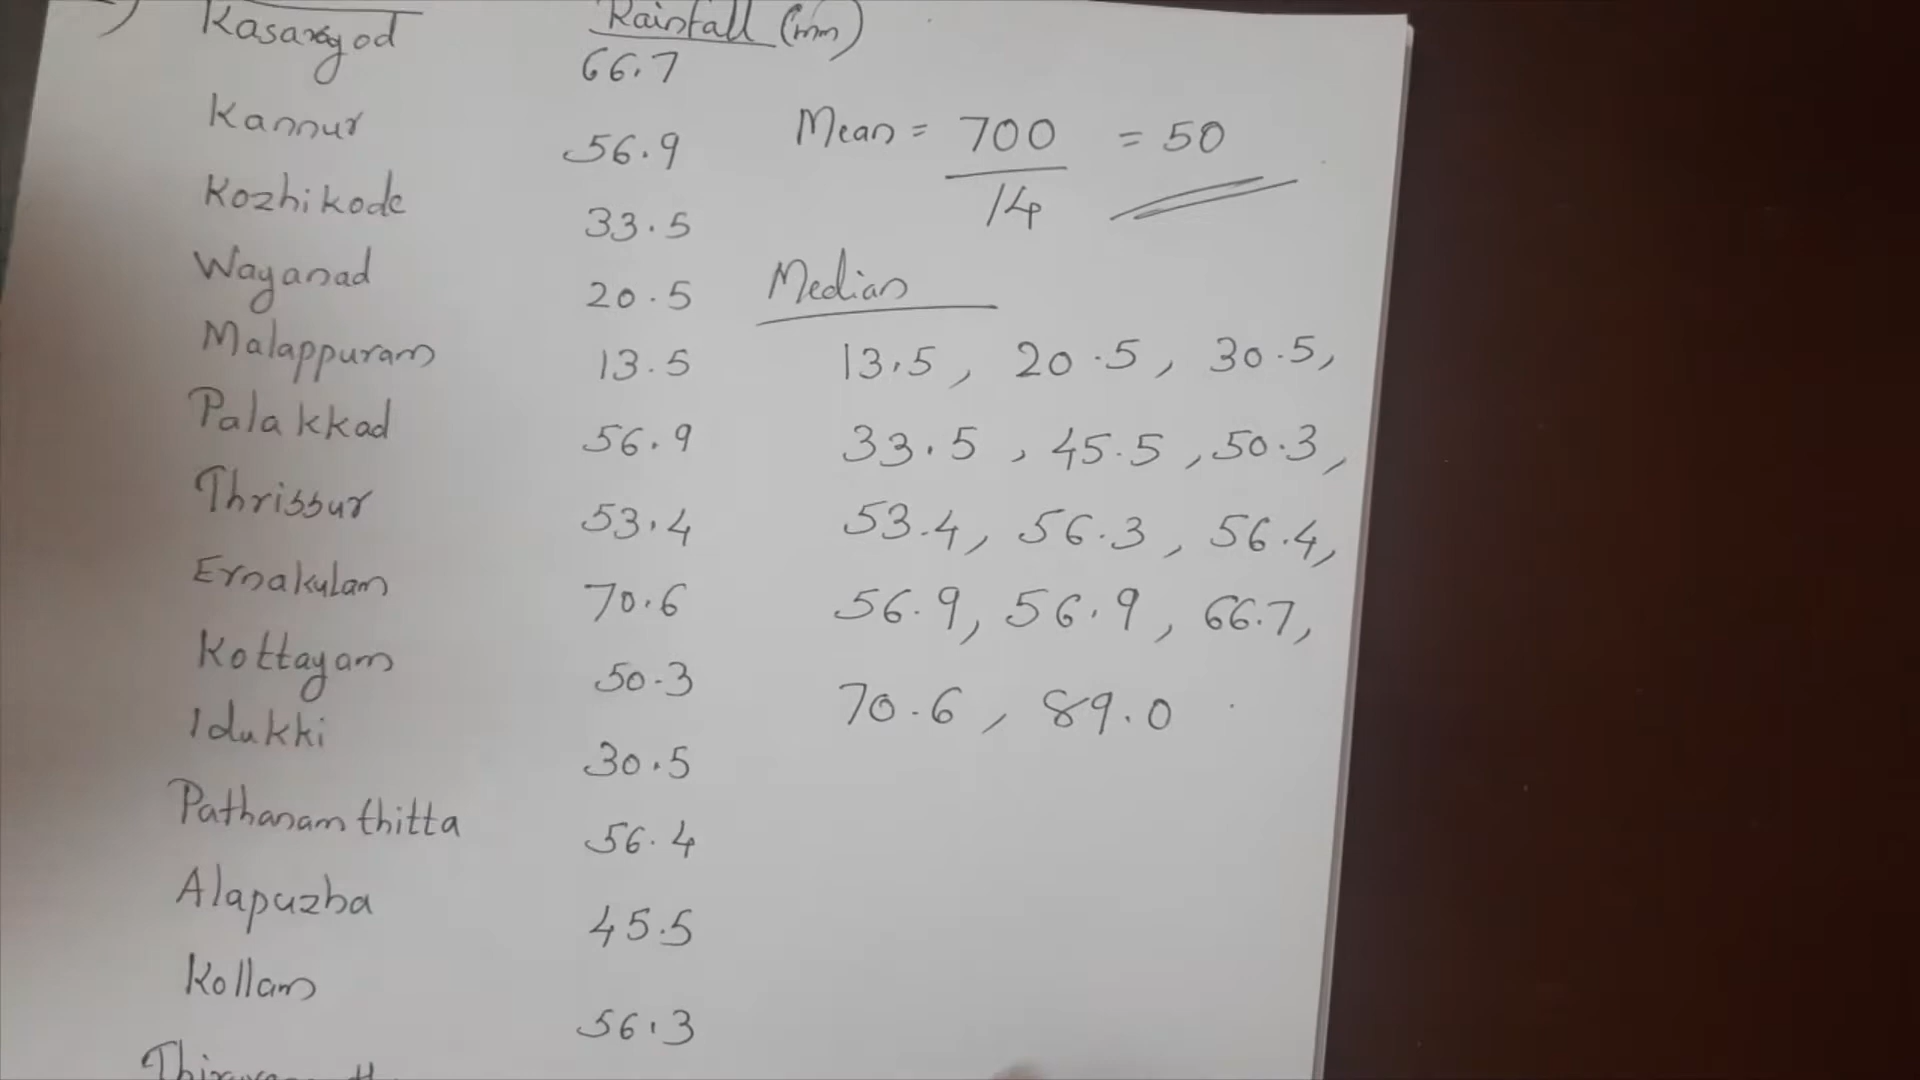 Kasaragod Rainfall (mm)
66.7
Kannur 56.9
Kozhikode 33.5
Wayanad 20.5
Malappuram 13.5
Palakkad 56.9
Thrissur 53.4
Ernakulam 70.6
Kottayam 50.3
Idukki 30.5
Pathanamthitta 56.4
Alapuzha 45.5
Kollam 56.3
Mean = 700 = 50
14
Median
13.5, 20.5, 30.5,
33.5, 45.5, 50.3,
53.4, 56.3, 56.4,
56.9, 56.9, 66.7,
70.6, 89.0